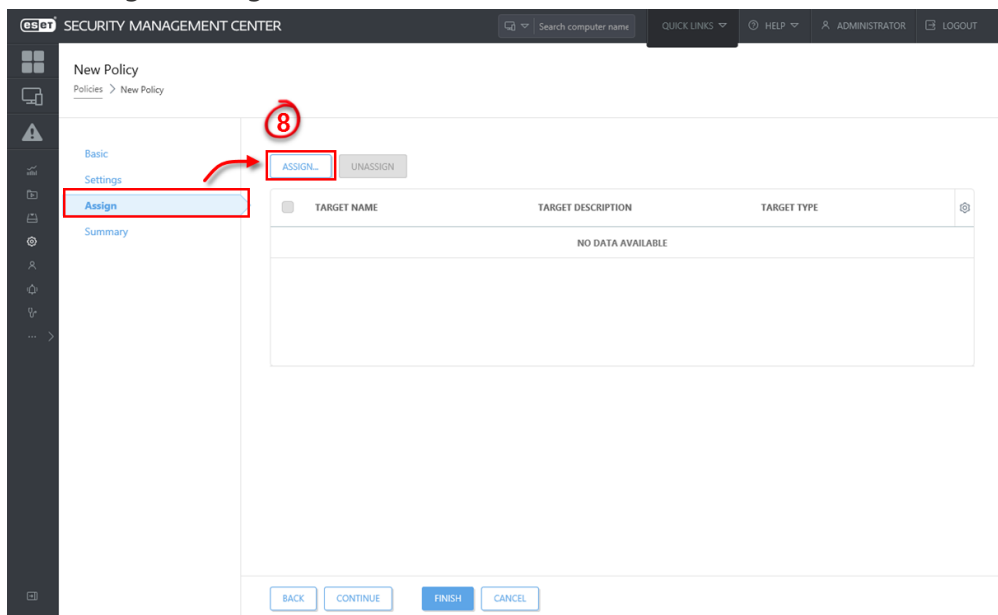 eset SECURITY MANAGEMENT CENTER Search computer name QUICK LINKS HELP ADMINISTRATOR LOGOUT
New Policy
Policies > New Policy
8
Basic
Settings
Assign
Summary
ASSIGN... UNASSIGN
TARGET NAME TARGET DESCRIPTION TARGET TYPE
NO DATA AVAILABLE
BACK CONTINUE FINISH CANCEL